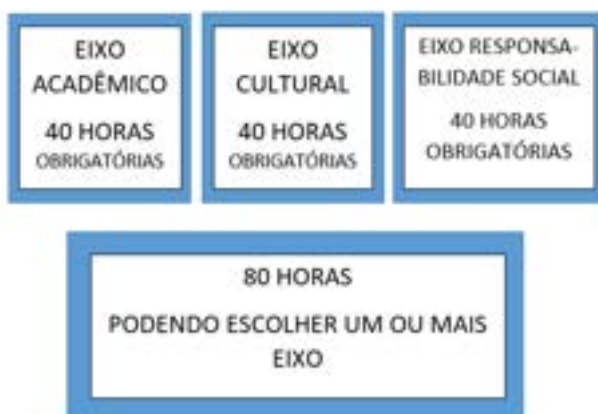 EIXO
ACADÊMICO
40 HORAS
OBRIGATÓRIAS
EIXO
CULTURAL
40 HORAS
OBRIGATÓRIAS
EIXO RESPONSA-
BILIDADE SOCIAL
40 HORAS
OBRIGATÓRIAS
80 HORAS
PODENDO ESCOLHER UM OU MAIS
EIXO